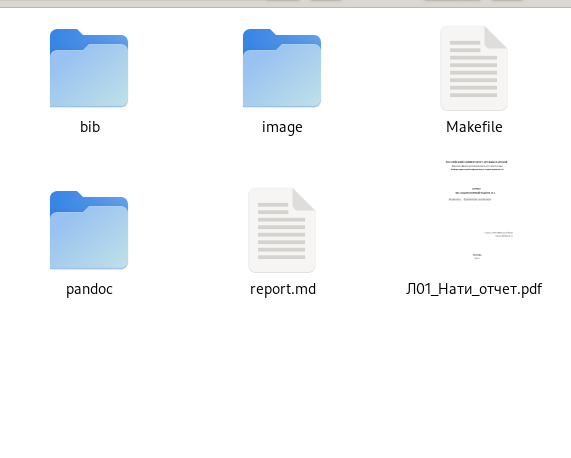 bib
image
Makefile
pandoc
report.md
Л01_Нати_отчет.pdf